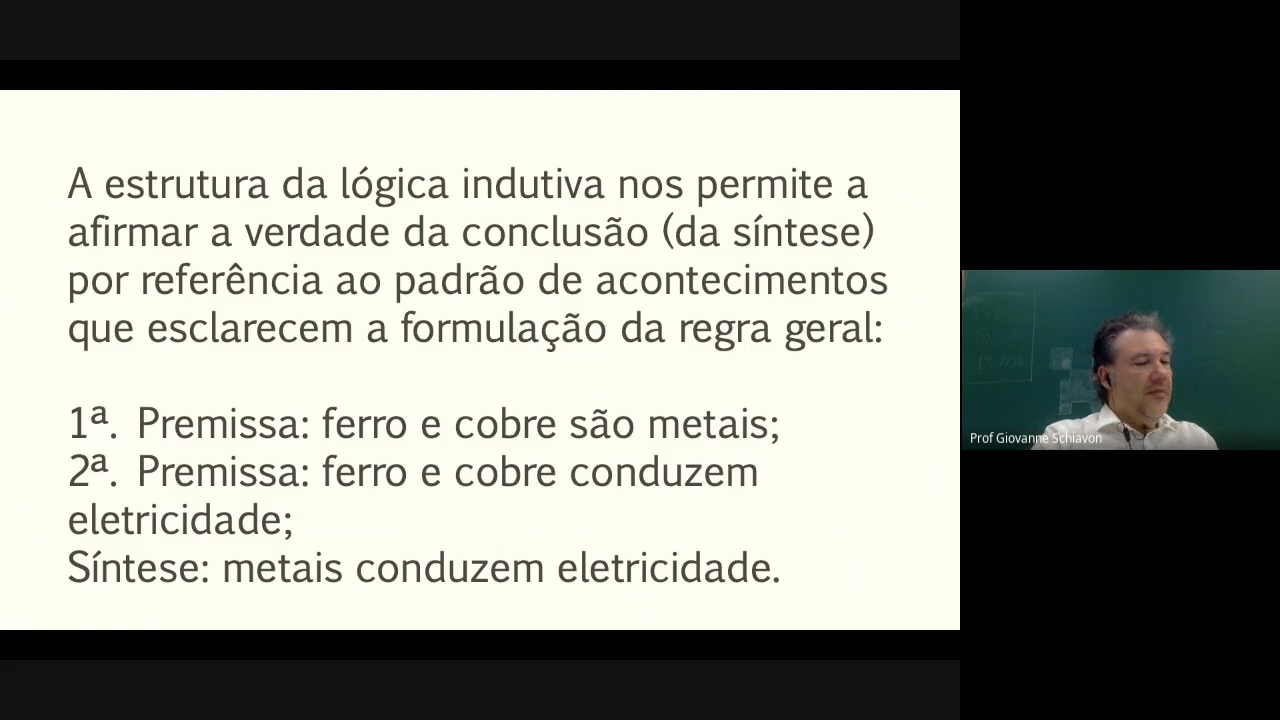 A estrutura da lógica indutiva nos permite a
afirmar a verdade da conclusão (da síntese)
por referência ao padrão de acontecimentos
que esclarecem a formulação da regra geral:
1ª. Premissa: ferro e cobre são metais;
2ª. Premissa: ferro e cobre conduzem
eletricidade;
Síntese: metais conduzem eletricidade.
Prof Giovanne Schiavon